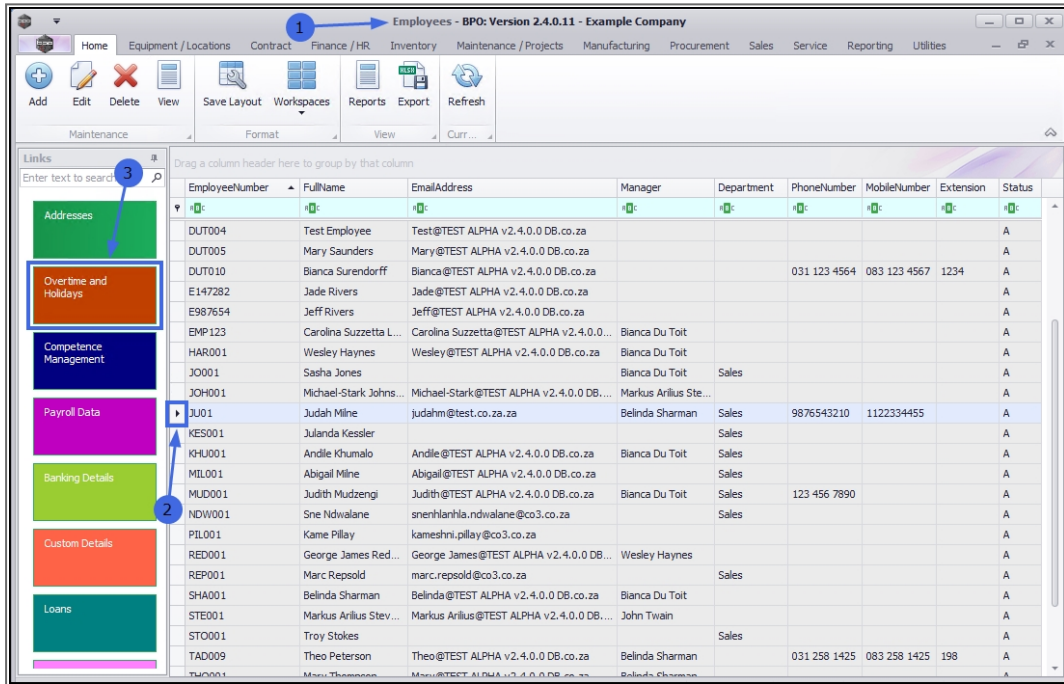 1
Employees - BPO: Version 2.4.0.11 - Example Company
Home Equipment / Locations Contract Finance / HR Inventory Maintenance / Projects Manufacturing Procurement Sales Service Reporting Utilities
Add Edit Delete View Save Layout Workspaces Reports Export Refresh
Maintenance Format View Curr...
Links
Drag a column header here to group by that column
Enter text to search
3
EmployeeNumber FullName EmailAddress Manager Department PhoneNumber MobileNumber Extension Status
Addresses
Overtime and
Holidays
Competence
Management
Payroll Data
Banking Details
2
Custom Details
Loans
DUT004 Test Employee Test@TEST ALPHA v2.4.0.0 DB.co.za A
DUT005 Mary Saunders Mary@TEST ALPHA v2.4.0.0 DB.co.za A
DUT010 Bianca Surendorff Bianca@TEST ALPHA v2.4.0.0 DB.co.za 031 123 4564 083 123 4567 1234 A
E147282 Jade Rivers Jade@TEST ALPHA v2.4.0.0 DB.co.za A
E987654 Jeff Rivers Jeff@TEST ALPHA v2.4.0.0 DB.co.za A
EMP123 Carolina Suzzetta L... Carolina Suzzetta@TEST ALPHA v2.4.0.0... Bianca Du Toit A
HAR001 Wesley Haynes Wesley@TEST ALPHA v2.4.0.0 DB.co.za Bianca Du Toit A
JO001 Sasha Jones Bianca Du Toit Sales A
JOH001 Michael-Stark Johns... Michael-Stark@TEST ALPHA v2.4.0.0 DB.... Markus Arilius Ste... A
JU01 Judah Milne judahm@test.co.za.za Belinda Sharman Sales 9876543210 1122334455 A
KES001 Julanda Kessler Sales A
KHU001 Andile Khumalo Andile@TEST ALPHA v2.4.0.0 DB.co.za Bianca Du Toit Sales A
MIL001 Abigail Milne Abigail@TEST ALPHA v2.4.0.0 DB.co.za Sales A
MUD001 Judith Mudzengi Judith@TEST ALPHA v2.4.0.0 DB.co.za Bianca Du Toit Sales 123 456 7890 A
NDW001 Sne Ndwalane snenhlanhla.ndwalane@co3.co.za Sales A
PIL001 Kame Pillay kameshni.pillay@co3.co.za A
RED001 George James Red... George James@TEST ALPHA v2.4.0.0 DB... Wesley Haynes A
REP001 Marc Repsold marc.repsold@co3.co.za Sales A
SHA001 Belinda Sharman Belinda@TEST ALPHA v2.4.0.0 DB.co.za Bianca Du Toit A
STE001 Markus Arilius Stev... Markus Arilius@TEST ALPHA v2.4.0.0 DB.... John Twain A
STO001 Troy Stokes Sales A
TAD009 Theo Peterson Theo@TEST ALPHA v2.4.0.0 DB.co.za Belinda Sharman 031 258 1425 083 258 1425 198 A
THO001 Mary Thompson Mary@TEST ALPHA v2.4.0.0 DB.co.za Belinda Sharman A